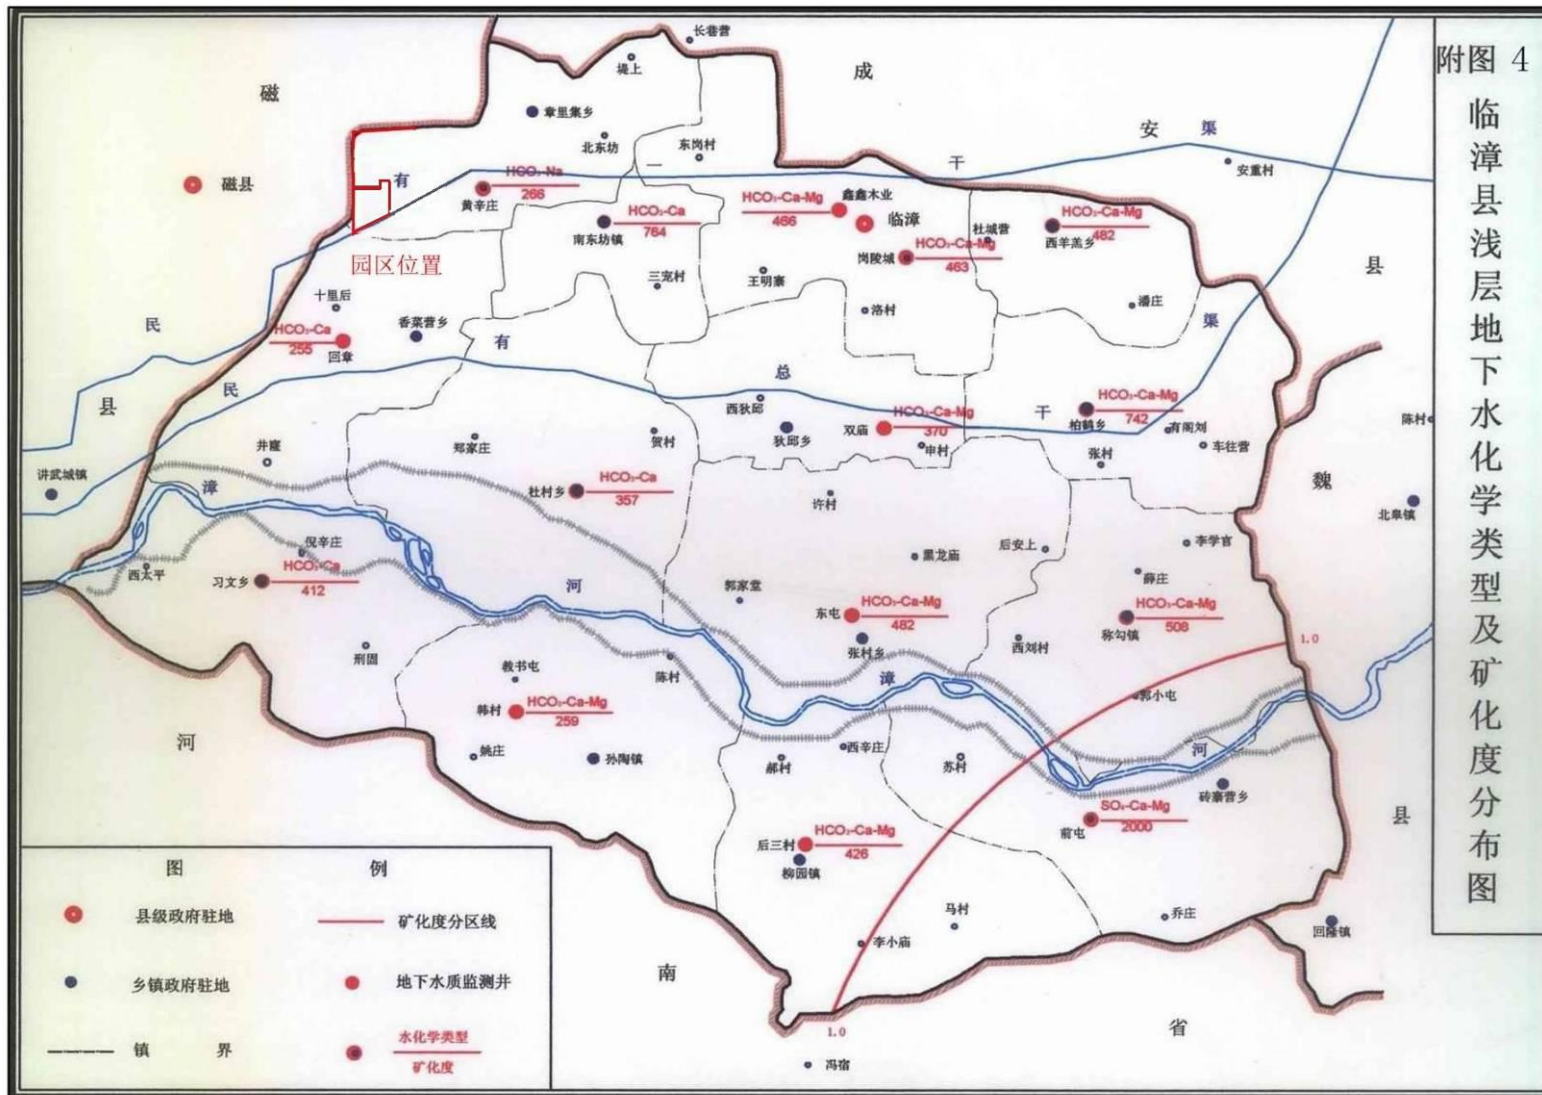 附图 4
临漳县浅层地下水化学类型及矿化度分布图
长巷营
堤上
磁
成
章里集乡
北东坊
东岗村
安
渠
安重村
一
干
磁县
有
HCO₃-Na
266
黄辛庄
HCO₃-Ca
764
南东坊镇
HCO₃-Ca-Mg
466
鑫鑫木业
临漳
杜城营
HCO₃-Ca-Mg
482
西羊羔乡
HCO₃-Ca-Mg
463
岗陵城
园区位置
三宠村
王明寨
洛村
潘庄
县
十里后
民
渠
HCO₃-Ca
255
回章
香菜营乡
有
县
民
总
西狄邱
狄邱乡
双庙
HCO₃-Ca-Mg
370
干
HCO₃-Ca-Mg
742
柏鹤乡
有阁刘
陈村
郑家庄
贺村
申村
张村
车往营
井窿
讲武城镇
漳
HCO₃-Ca
357
杜村乡
许村
魏
北皋镇
倪辛庄
西太平
习文乡
HCO₃-Ca
412
黑龙庙
后安上
李学官
薛庄
河
郭家堂
HCO₃-Ca-Mg
482
东屯
张村乡
HCO₃-Ca-Mg
508
称勾镇
西刘村
1.0
邢固
教书屯
陈村
漳
郭小屯
韩村
HCO₃-Ca-Mg
259
河
姚庄
孙陶镇
郝村
西辛庄
苏村
河
砖寨营乡
SO₄-Ca-Mg
2000
前屯
县
后三村
HCO₃-Ca-Mg
426
柳园镇
马村
乔庄
回隆镇
李小庙
南
省
1.0
冯宿
图 例
县级政府驻地
矿化度分区线
乡镇政府驻地
地下水质监测井
镇 界
水化学类型
矿化度